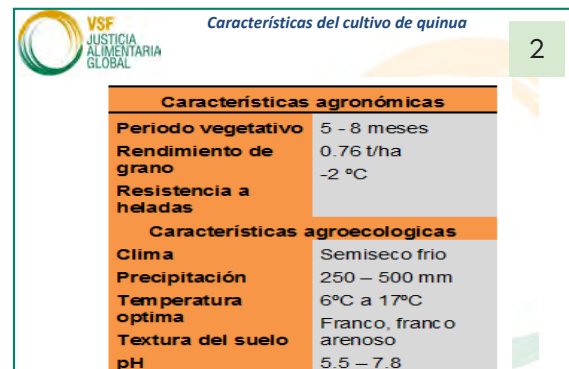 VSF
JUSTICIA
ALIMENTARIA
GLOBAL
Características del cultivo de quinua
2
Características agronómicas
Periodo vegetativo 5 - 8 meses
Rendimiento de grano 0.76 t/ha
Resistencia a heladas -2 ºC
Características agroecologicas
Clima Semiseco frio
Precipitación 250 – 500 mm
Temperatura optima 6ºC a 17ºC
Textura del suelo Franco, franco arenoso
pH 5.5 – 7.8